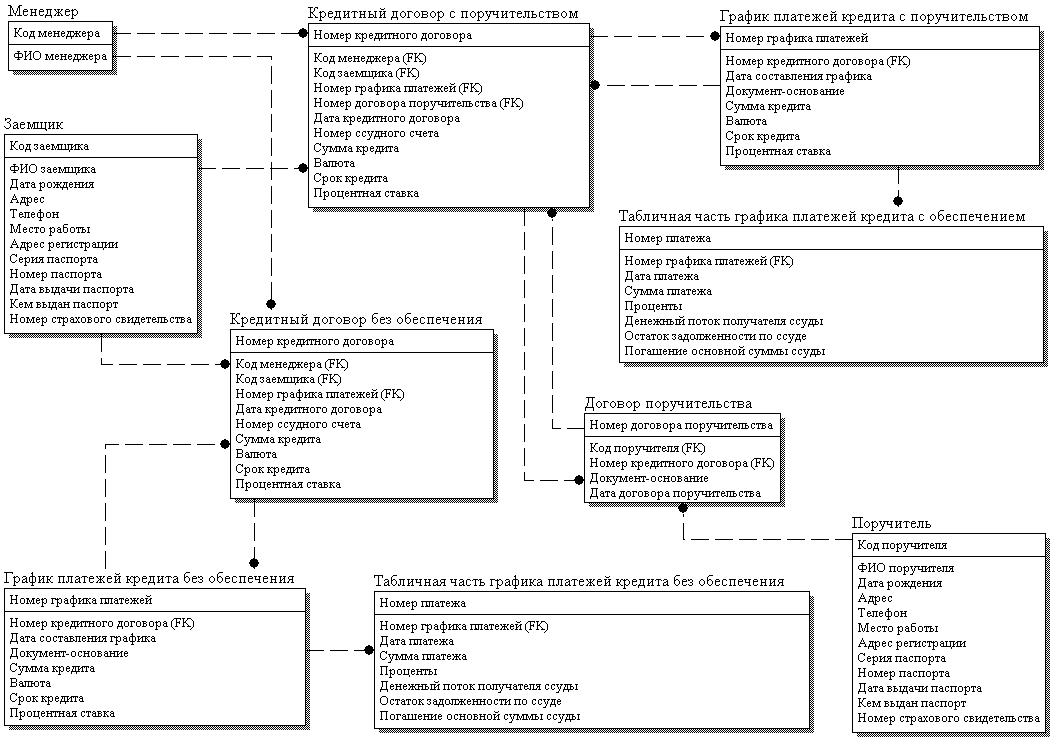 Менеджер
Код менеджера
ФИО менеджера
Кредитный договор с поручительством
Номер кредитного договора
Код менеджера (FK)
Код заемщика (FK)
Номер графика платежей (FK)
Номер договора поручительства (FK)
Дата кредитного договора
Номер ссудного счета
Сумма кредита
Валюта
Срок кредита
Процентная ставка
График платежей кредита с поручительством
Номер графика платежей
Номер кредитного договора (FK)
Дата составления графика
Документ-основание
Сумма кредита
Валюта
Срок кредита
Процентная ставка
Заемщик
Код заемщика
ФИО заемщика
Дата рождения
Адрес
Телефон
Место работы
Адрес регистрации
Серия паспорта
Номер паспорта
Дата выдачи паспорта
Кем выдан паспорт
Номер страхового свидетельства
Табличная часть графика платежей кредита с обеспечением
Номер платежа
Номер графика платежей (FK)
Дата платежа
Сумма платежа
Проценты
Денежный поток получателя ссуды
Остаток задолженности по ссуде
Погашение основной суммы ссуды
Кредитный договор без обеспечения
Номер кредитного договора
Код менеджера (FK)
Код заемщика (FK)
Номер графика платежей (FK)
Дата кредитного договора
Номер ссудного счета
Сумма кредита
Валюта
Срок кредита
Процентная ставка
Договор поручительства
Номер договора поручительства
Код поручителя (FK)
Номер кредитного договора (FK)
Документ-основание
Дата договора поручительства
Поручитель
Код поручителя
ФИО поручителя
Дата рождения
Адрес
Телефон
Место работы
Адрес регистрации
Серия паспорта
Номер паспорта
Дата выдачи паспорта
Кем выдан паспорт
Номер страхового свидетельства
График платежей кредита без обеспечения
Номер графика платежей
Номер кредитного договора (FK)
Дата составления графика
Документ-основание
Сумма кредита
Валюта
Срок кредита
Процентная ставка
Табличная часть графика платежей кредита без обеспечения
Номер платежа
Номер графика платежей (FK)
Дата платежа
Сумма платежа
Проценты
Денежный поток получателя ссуды
Остаток задолженности по ссуде
Погашение основной суммы ссуды